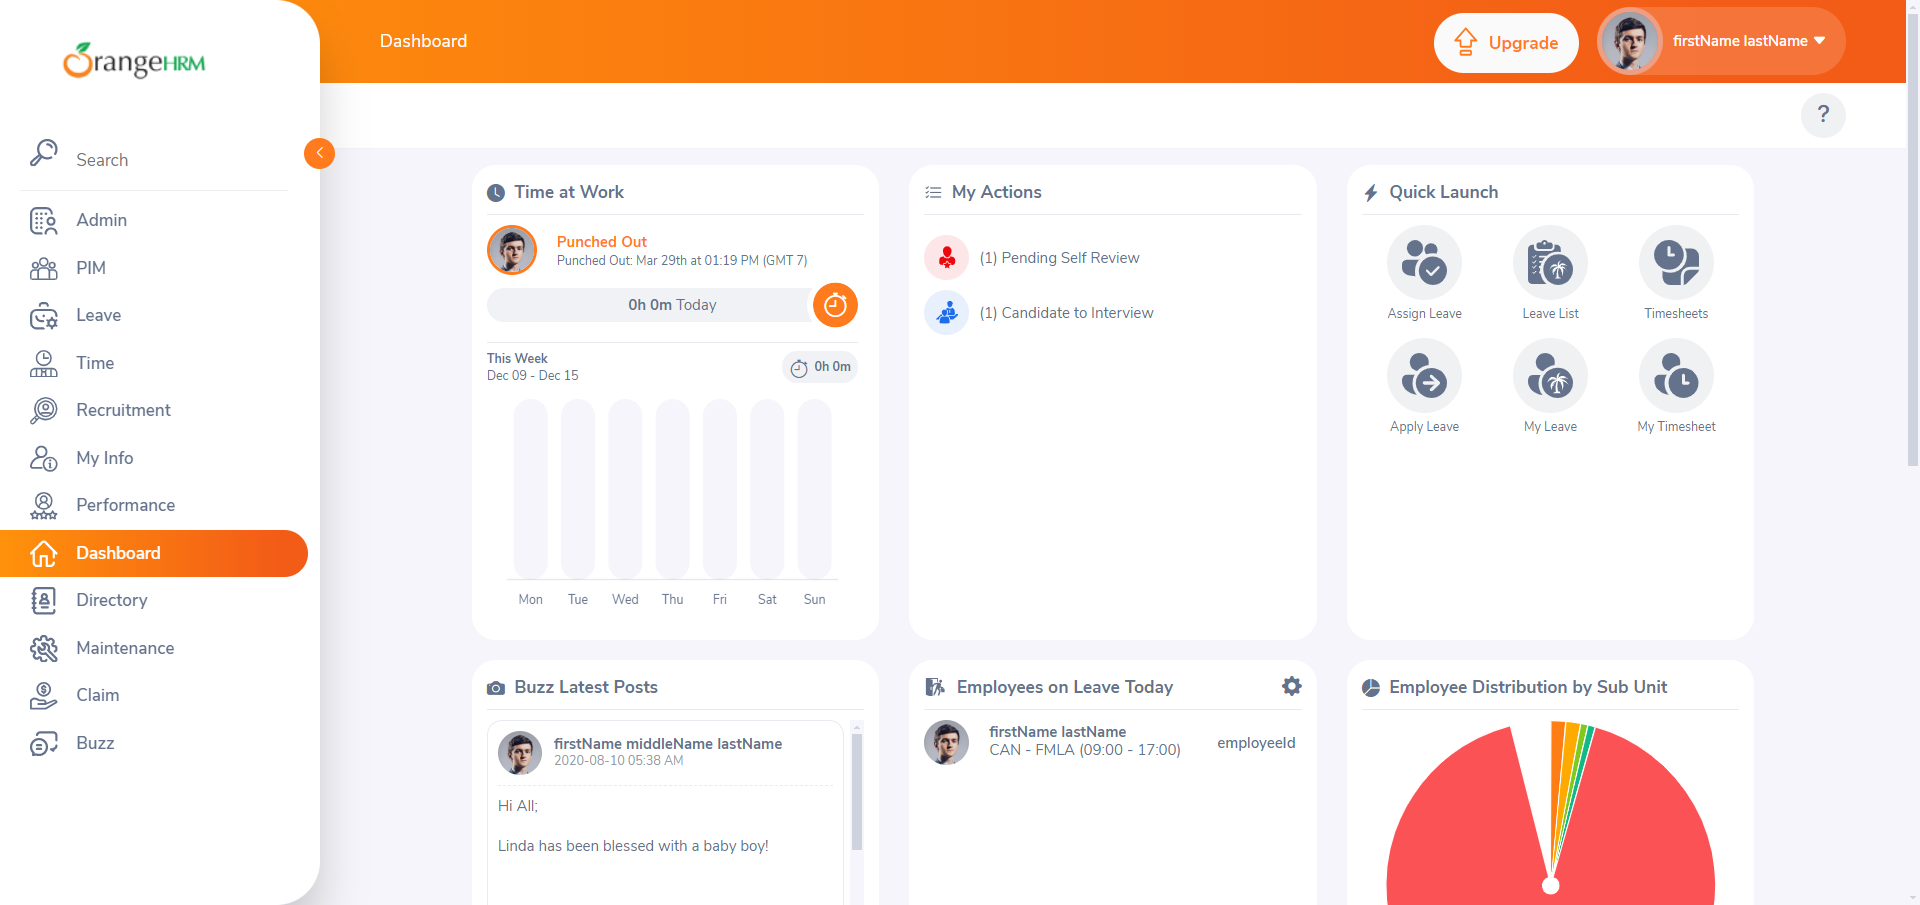 OrangeHRM
Search
Admin
PIM
Leave
Time
Recruitment
My Info
Performance
Dashboard
Directory
Maintenance
Claim
Buzz
Dashboard
Upgrade
firstName lastName
?
Time at Work
Punched Out
Punched Out: Mar 29th at 01:19 PM (GMT 7)
0h 0m Today
This Week
Dec 09 - Dec 15
0h 0m
Mon Tue Wed Thu Fri Sat Sun
My Actions
(1) Pending Self Review
(1) Candidate to Interview
Quick Launch
Assign Leave Leave List Timesheets
Apply Leave My Leave My Timesheet
Buzz Latest Posts
firstName middleName lastName
2020-08-10 05:38 AM
Hi All;
Linda has been blessed with a baby boy!
Employees on Leave Today
firstName lastName
CAN - FMLA (09:00 - 17:00)
employeeId
Employee Distribution by Sub Unit